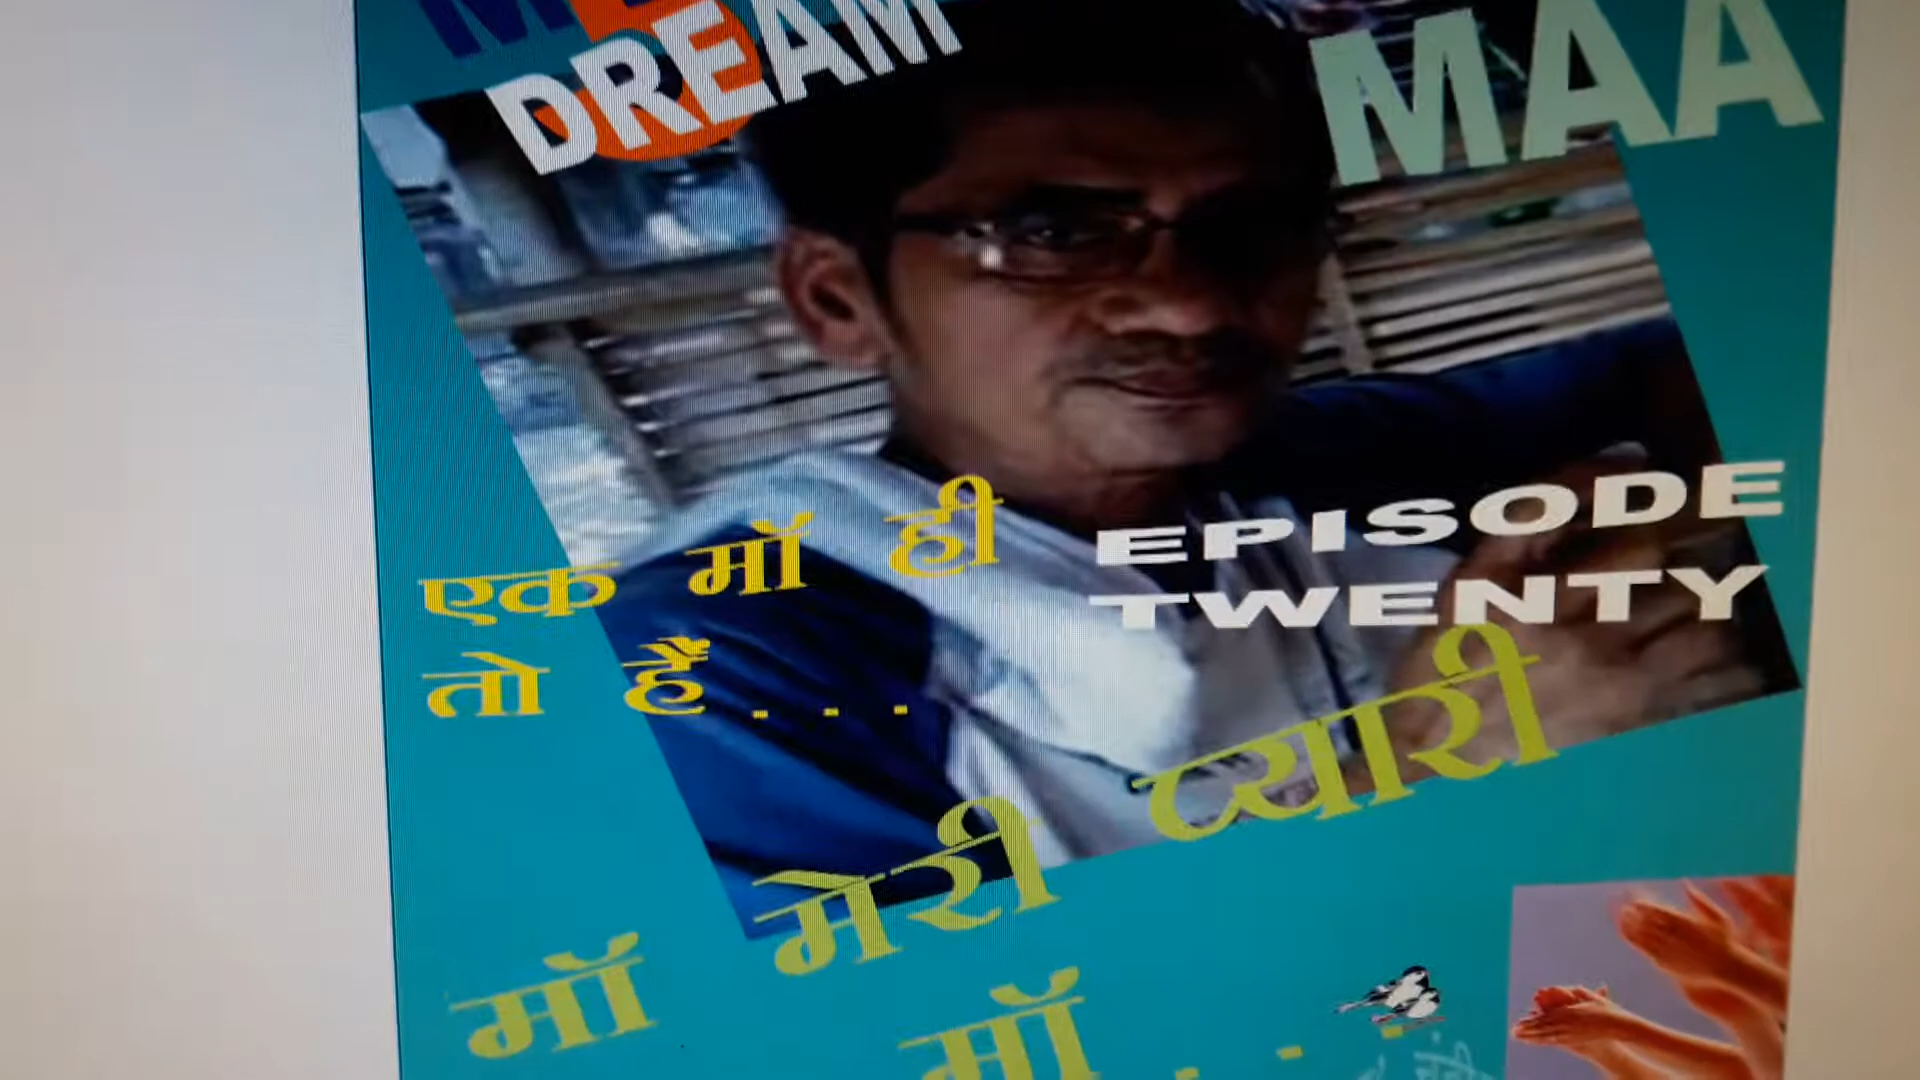 DREAM
MAA
एक मॉ ही
तो हैं...
EPISODE
TWENTY
मॉ मेरी प्यारी
मॉ...